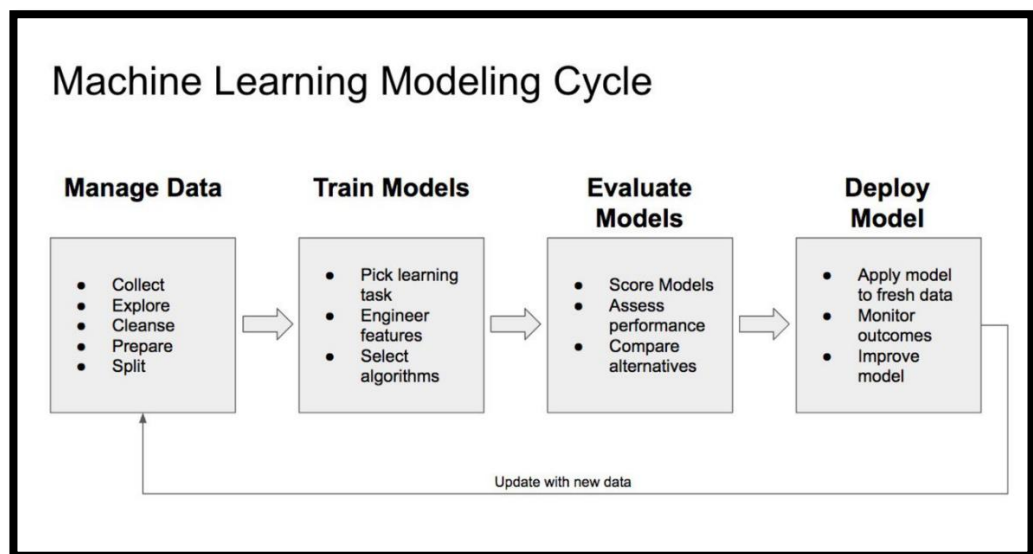 Machine Learning Modeling Cycle
Manage Data
● Collect
● Explore
● Cleanse
● Prepare
● Split
Train Models
● Pick learning
task
● Engineer
features
● Select
algorithms
Evaluate
Models
● Score Models
● Assess
performance
● Compare
alternatives
Deploy
Model
● Apply model
to fresh data
● Monitor
outcomes
● Improve
model
Update with new data